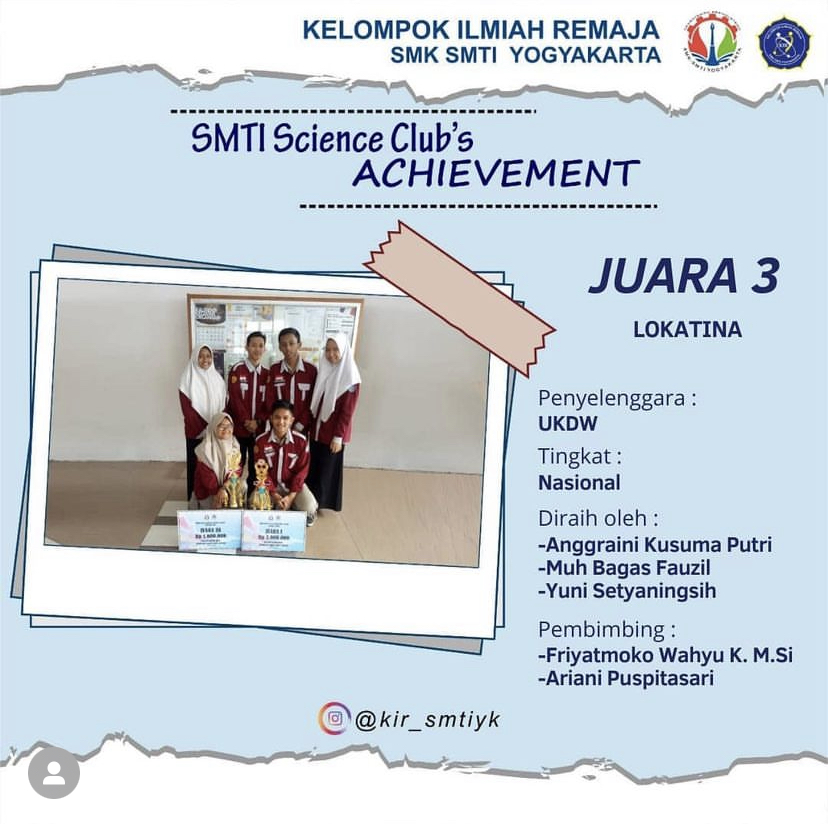 KELOMPOK ILMIAH REMAJA
SMK SMTI YOGYAKARTA
SMTI Science Club's
ACHIEVEMENT
JUARA 3
LOKATINA
Penyelenggara :
UKDW
Tingkat :
Nasional
Diraih oleh :
-Anggraini Kusuma Putri
-Muh Bagas Fauzil
-Yuni Setyaningsih
Pembimbing :
-Friyatmoko Wahyu K. M.Si
-Ariani Puspitasari
@kir_smtiyk